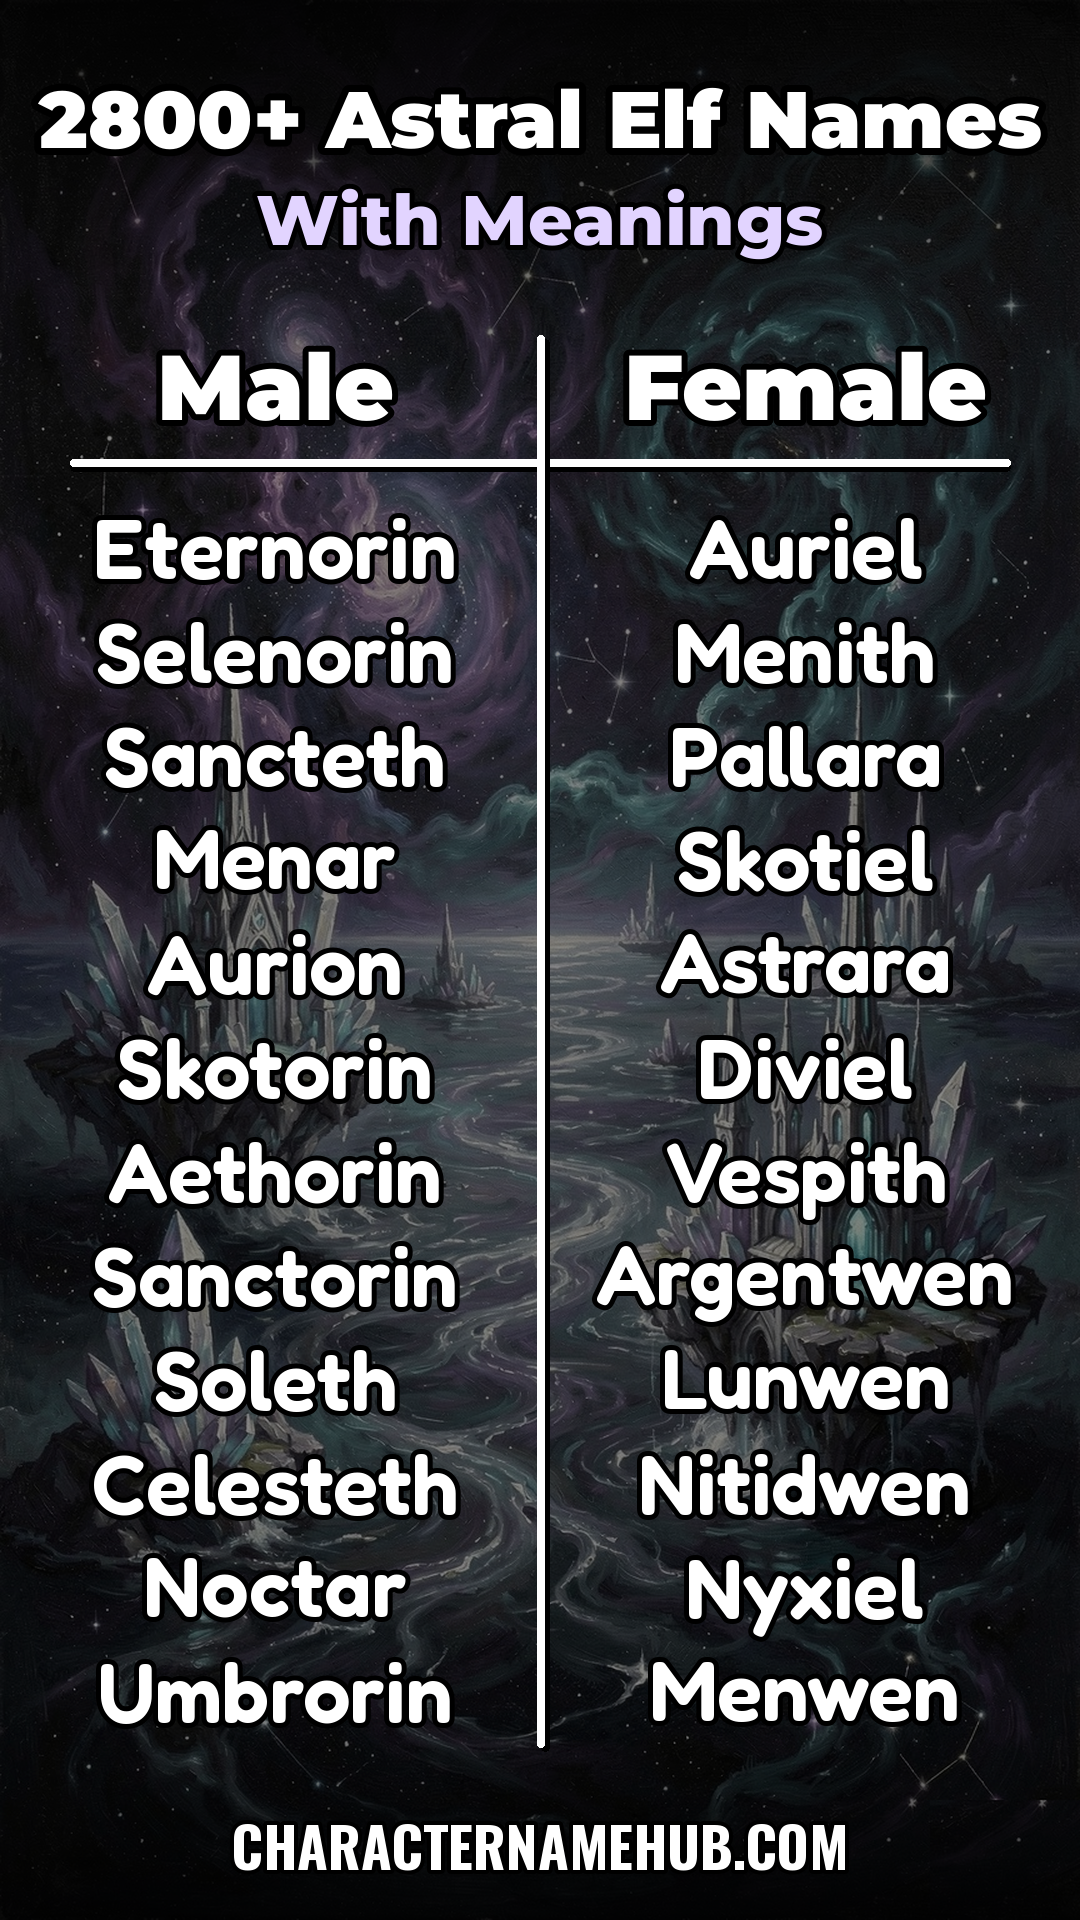 2800+ Astral Elf Names
With Meanings
Male Female
Eternorin Auriel
Selenorin Menith
Sancteth Pallara
Menar Skotiel
Aurion Astrara
Skotorin Diviel
Aethorin Vespith
Sanctorin Argentwen
Soleth Lunwen
Celesteth Nitidwen
Noctar Nyxiel
Umbrorin Menwen
CHARACTERNAMEHUB.COM